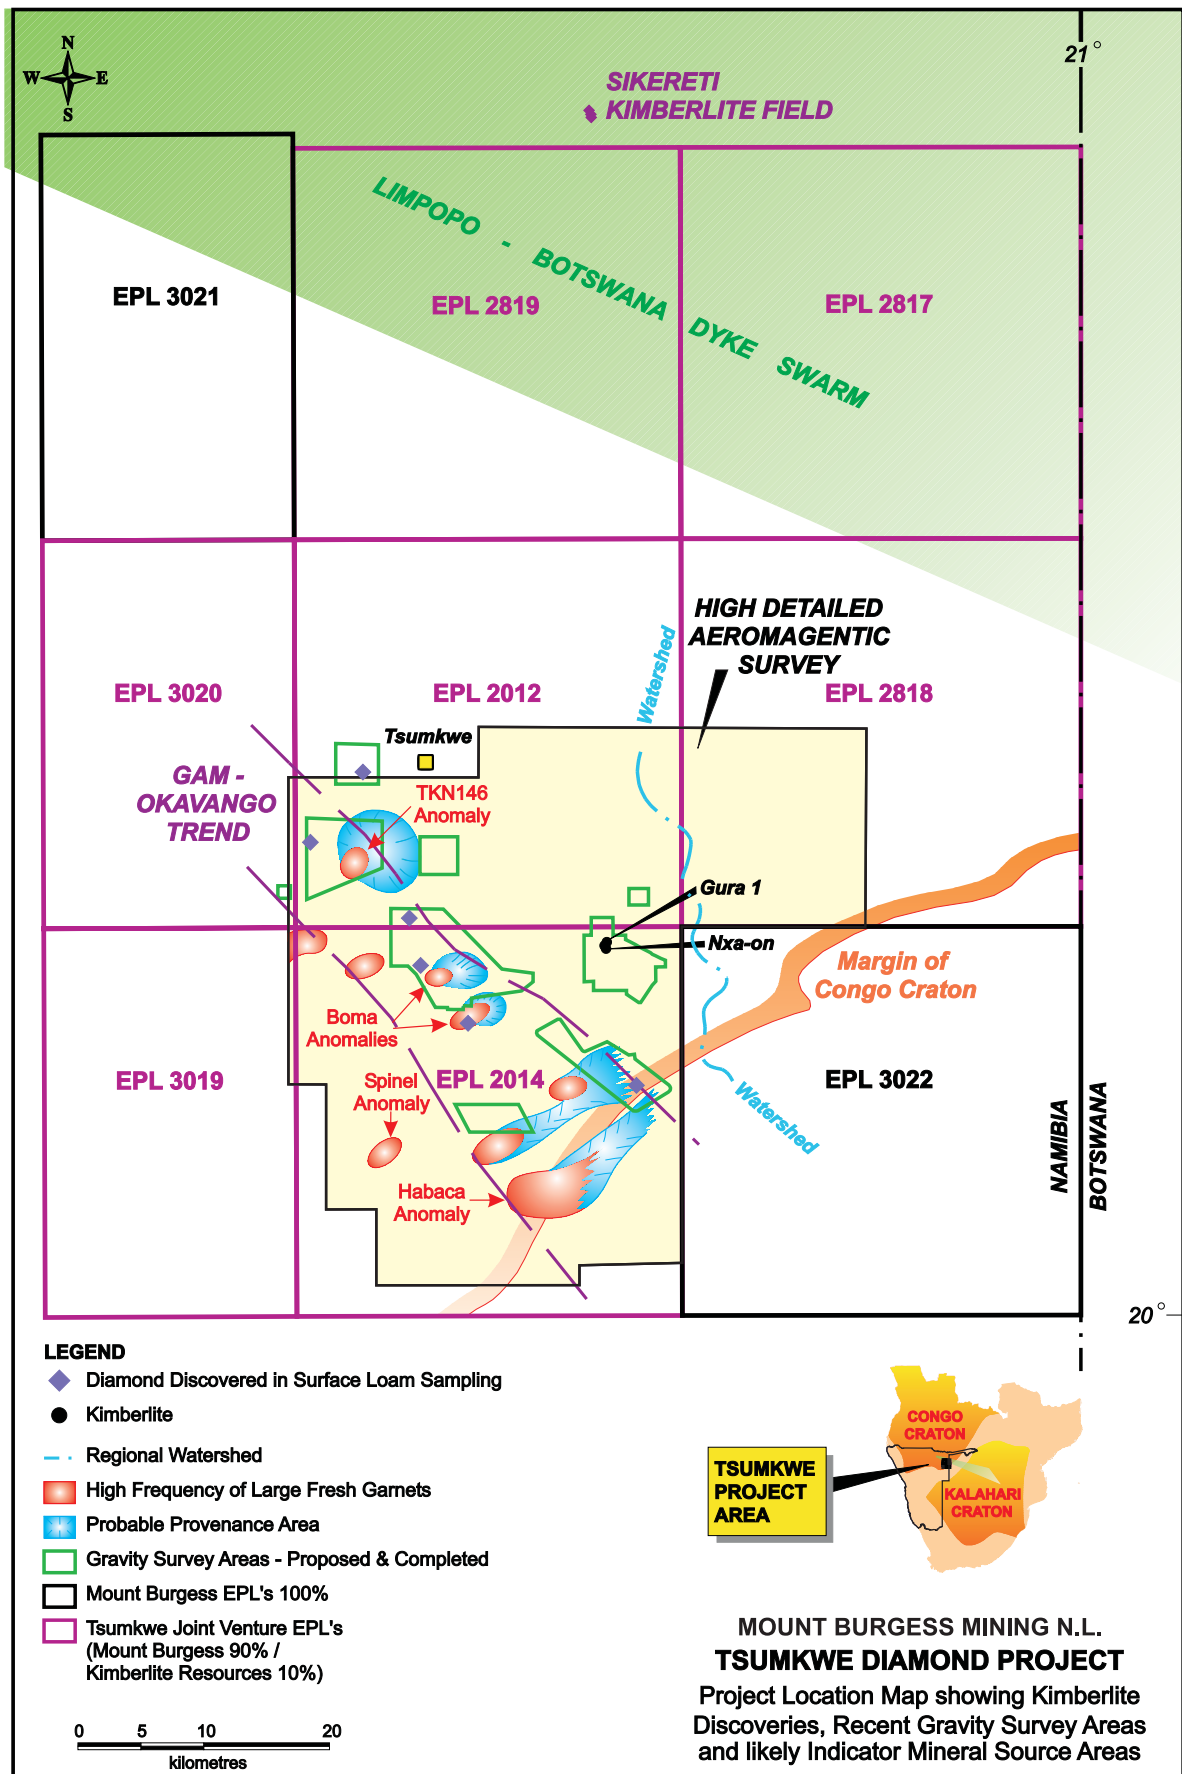 N
W E
S
21°
SIKERETI
KIMBERLITE FIELD
LIMPOPO - BOTSWANA DYKE SWARM
EPL 3021
EPL 2819
EPL 2817
HIGH DETAILED
AEROMAGENTIC
SURVEY
Watershed
EPL 3020
EPL 2012
EPL 2818
Tsumkwe
GAM -
OKAVANGO
TREND
TKN146
Anomaly
Gura 1
Nxa-on
Margin of
Congo Craton
Boma
Anomalies
EPL 3019
Spinel
Anomaly
EPL 2014
EPL 3022
Watershed
NAMIBIA
BOTSWANA
Habaca
Anomaly
20°
LEGEND
Diamond Discovered in Surface Loam Sampling
Kimberlite
Regional Watershed
High Frequency of Large Fresh Garnets
Probable Provenance Area
Gravity Survey Areas - Proposed & Completed
Mount Burgess EPL's 100%
Tsumkwe Joint Venture EPL's
(Mount Burgess 90% /
Kimberlite Resources 10%)
0 5 10 20
kilometres
CONGO
CRATON
KALAHARI
CRATON
TSUMKWE
PROJECT
AREA
MOUNT BURGESS MINING N.L.
TSUMKWE DIAMOND PROJECT
Project Location Map showing Kimberlite
Discoveries, Recent Gravity Survey Areas
and likely Indicator Mineral Source Areas